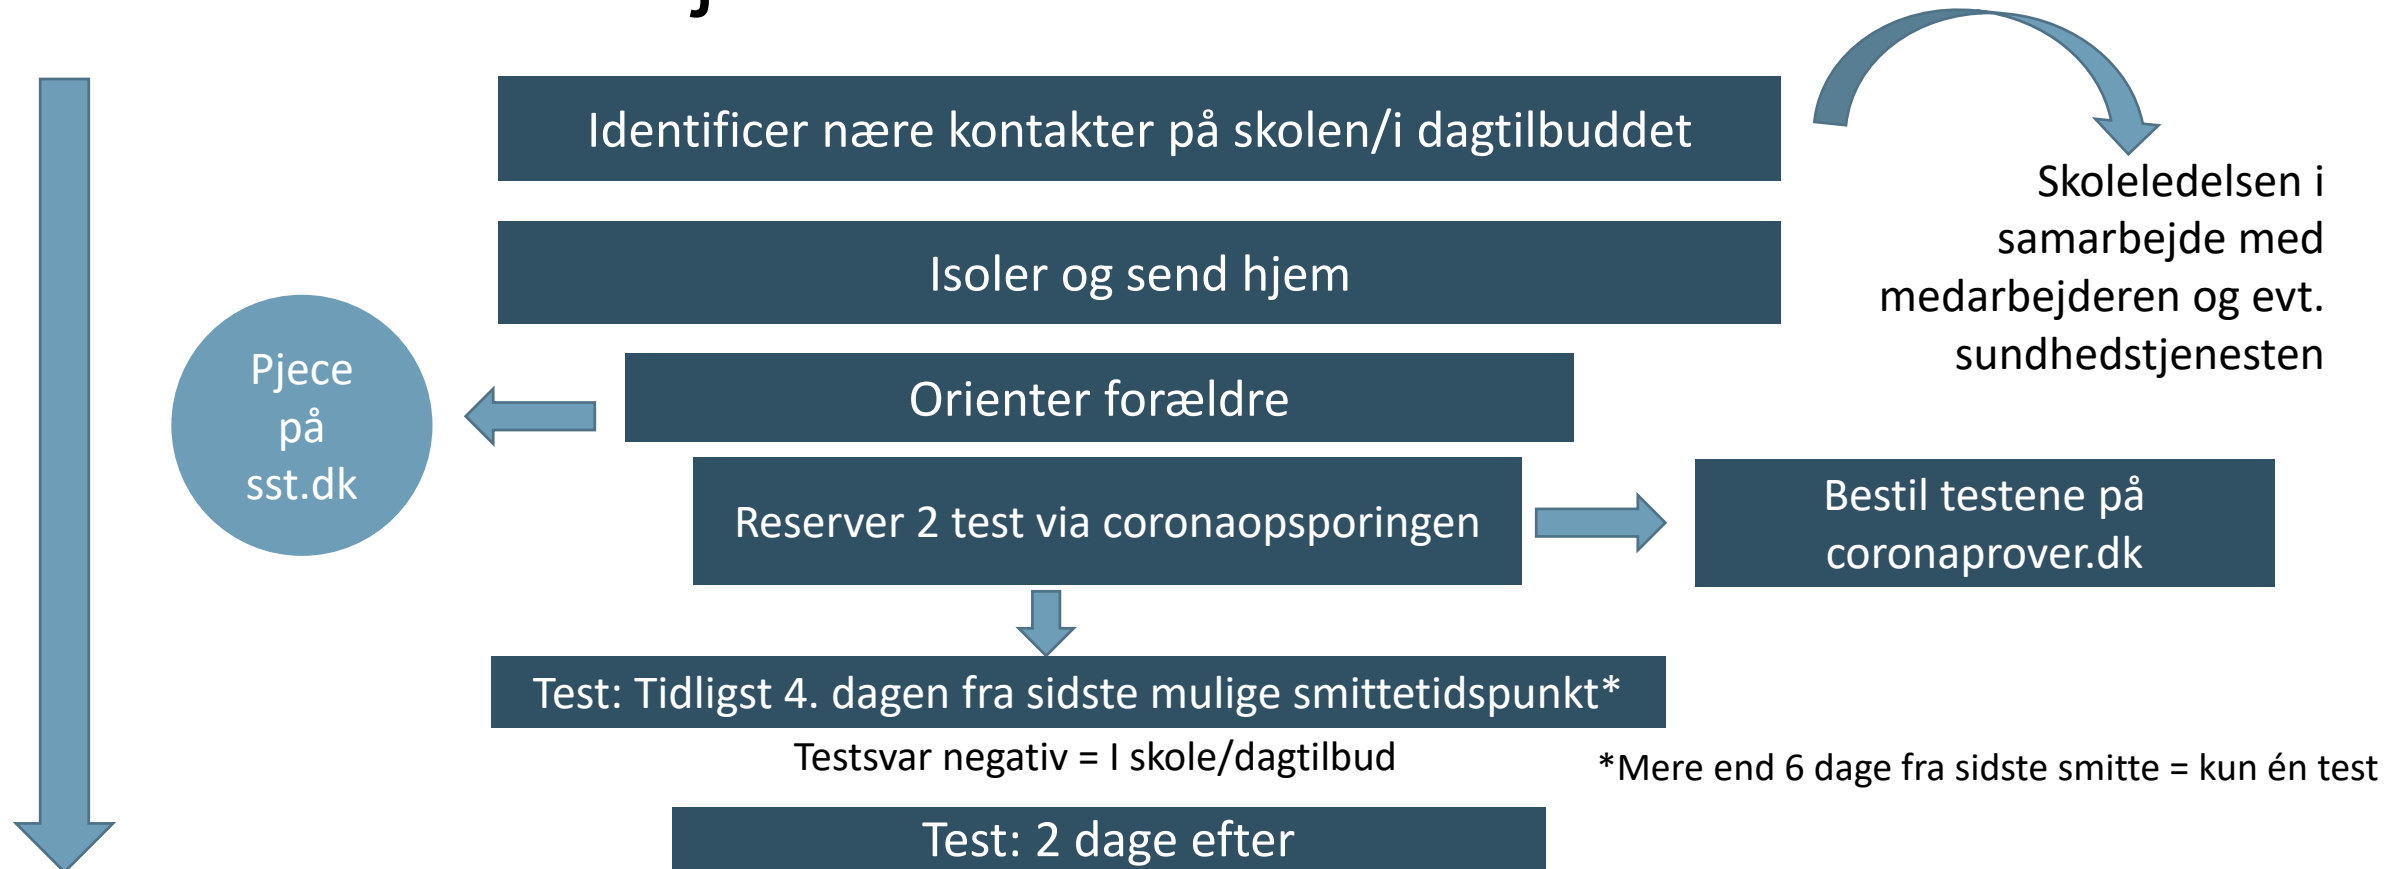 Identificer nære kontakter på skolen/i dagtilbuddet
Skoleledelsen i
samarbejde med
medarbejderen og evt.
sundhedstjenesten
Isoler og send hjem
Pjece
på
sst.dk
Orienter forældre
Reserver 2 test via coronaopsporingen
Bestil testene på
coronaprover.dk
Test: Tidligst 4. dagen fra sidste mulige smittetidspunkt*
Testsvar negativ = I skole/dagtilbud
*Mere end 6 dage fra sidste smitte = kun én test
Test: 2 dage efter